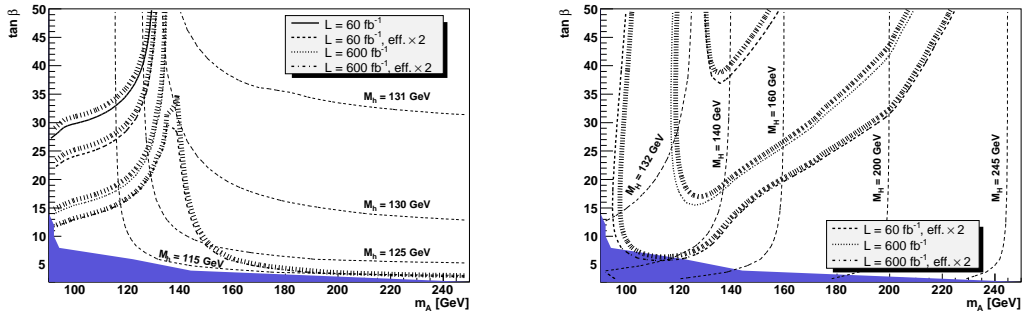 tan β
50
45
40
35
30
25
20
15
10
5
100 120 140 160 180 200 220 240
m_A [GeV]
L = 60 fb⁻¹
L = 60 fb⁻¹, eff. × 2
L = 600 fb⁻¹
L = 600 fb⁻¹, eff. × 2
M_h = 131 GeV
M_h = 130 GeV
M_h = 125 GeV
M_h = 115 GeV
tan β
50
45
40
35
30
25
20
15
10
5
100 120 140 160 180 200 220 240
m_A [GeV]
M_H = 132 GeV
M_H = 140 GeV
M_H = 160 GeV
M_H = 200 GeV
M_H = 245 GeV
L = 60 fb⁻¹, eff. × 2
L = 600 fb⁻¹
L = 600 fb⁻¹, eff. × 2